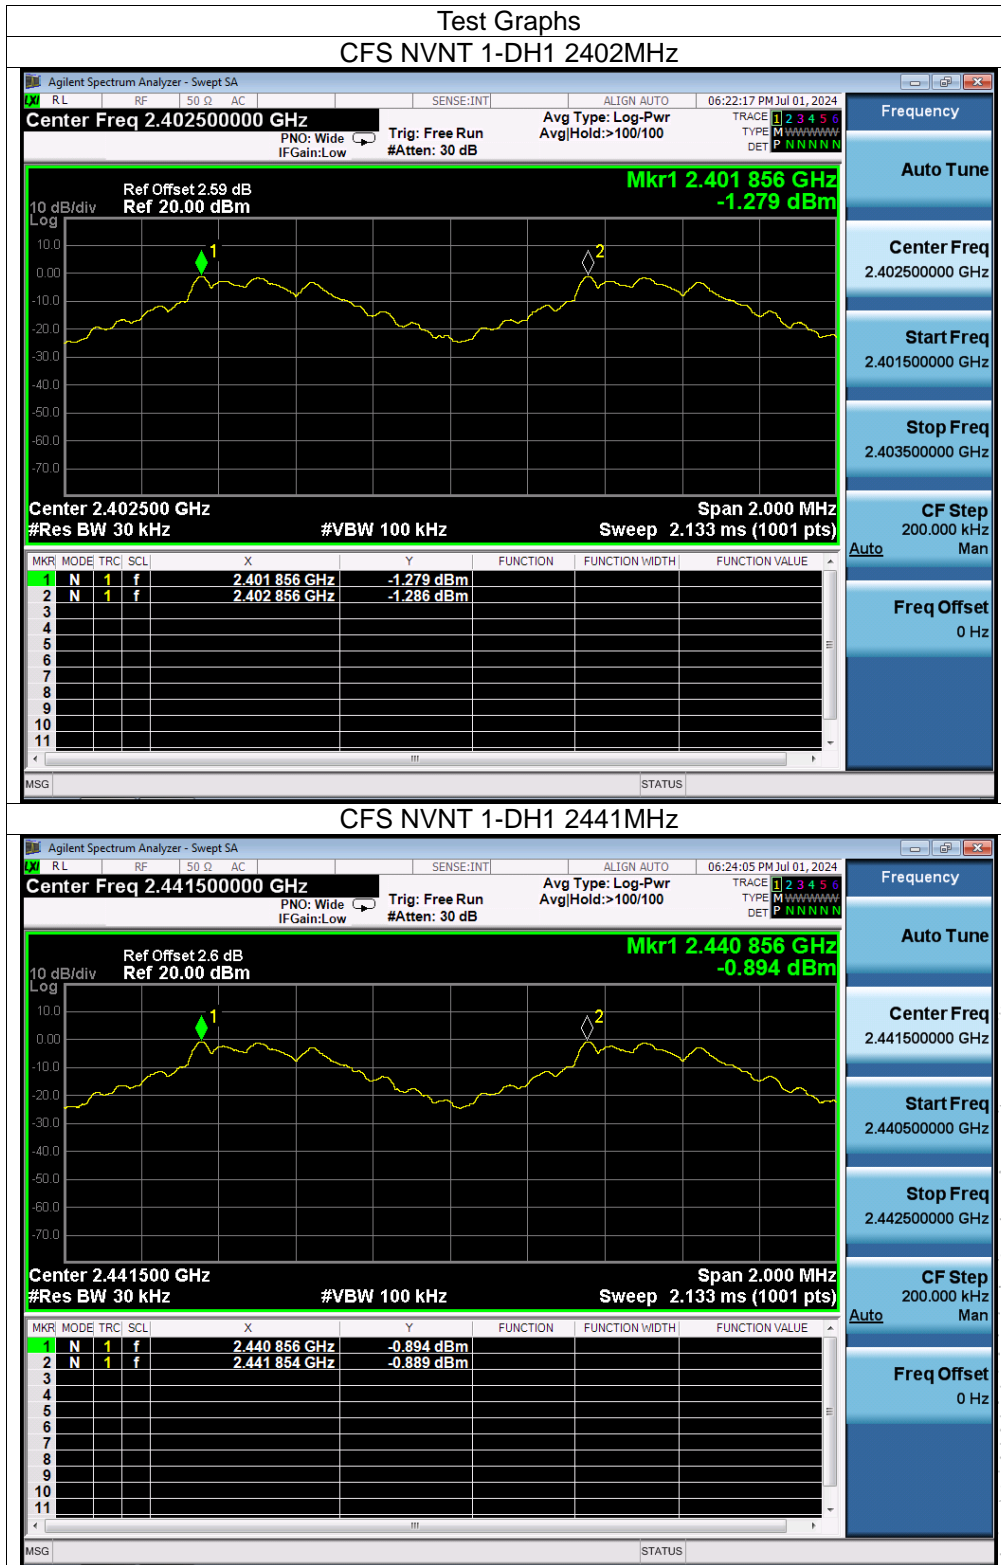 Test Graphs
CFS NVNT 1-DH1 2402MHz
Agilent Spectrum Analyzer - Swept SA
LXI RL RF 50 Ω AC SENSE:INT ALIGN AUTO 06:22:17 PM Jul 01, 2024
Center Freq 2.402500000 GHz
PNO: Wide
IFGain:Low
Trig: Free Run
#Atten: 30 dB
Avg Type: Log-Pwr
Avg|Hold:>100/100
TRACE 1 2 3 4 5 6
TYPE M W W W W W
DET P N N N N N
Ref Offset 2.59 dB
10 dB/div Ref 20.00 dBm
Log
Mkr1 2.401 856 GHz
-1.279 dBm
10.0
0.00
-10.0
-20.0
-30.0
-40.0
-50.0
-60.0
-70.0
1
2
Center 2.402500 GHz Span 2.000 MHz
#Res BW 30 kHz #VBW 100 kHz Sweep 2.133 ms (1001 pts)
MKR MODE TRC SCL X Y FUNCTION FUNCTION WIDTH FUNCTION VALUE
1 N 1 f 2.401 856 GHz -1.279 dBm
2 N 1 f 2.402 856 GHz -1.286 dBm
3
4
5
6
7
8
9
10
11
MSG STATUS
Frequency
Auto Tune
Center Freq
2.402500000 GHz
Start Freq
2.401500000 GHz
Stop Freq
2.403500000 GHz
CF Step
200.000 kHz
Auto Man
Freq Offset
0 Hz
CFS NVNT 1-DH1 2441MHz
Agilent Spectrum Analyzer - Swept SA
LXI RL RF 50 Ω AC SENSE:INT ALIGN AUTO 06:24:05 PM Jul 01, 2024
Center Freq 2.441500000 GHz
PNO: Wide
IFGain:Low
Trig: Free Run
#Atten: 30 dB
Avg Type: Log-Pwr
Avg|Hold:>100/100
TRACE 1 2 3 4 5 6
TYPE M W W W W W
DET P N N N N N
Ref Offset 2.6 dB
10 dB/div Ref 20.00 dBm
Log
Mkr1 2.440 856 GHz
-0.894 dBm
10.0
0.00
-10.0
-20.0
-30.0
-40.0
-50.0
-60.0
-70.0
1
2
Center 2.441500 GHz Span 2.000 MHz
#Res BW 30 kHz #VBW 100 kHz Sweep 2.133 ms (1001 pts)
MKR MODE TRC SCL X Y FUNCTION FUNCTION WIDTH FUNCTION VALUE
1 N 1 f 2.440 856 GHz -0.894 dBm
2 N 1 f 2.441 854 GHz -0.889 dBm
3
4
5
6
7
8
9
10
11
MSG STATUS
Frequency
Auto Tune
Center Freq
2.441500000 GHz
Start Freq
2.440500000 GHz
Stop Freq
2.442500000 GHz
CF Step
200.000 kHz
Auto Man
Freq Offset
0 Hz